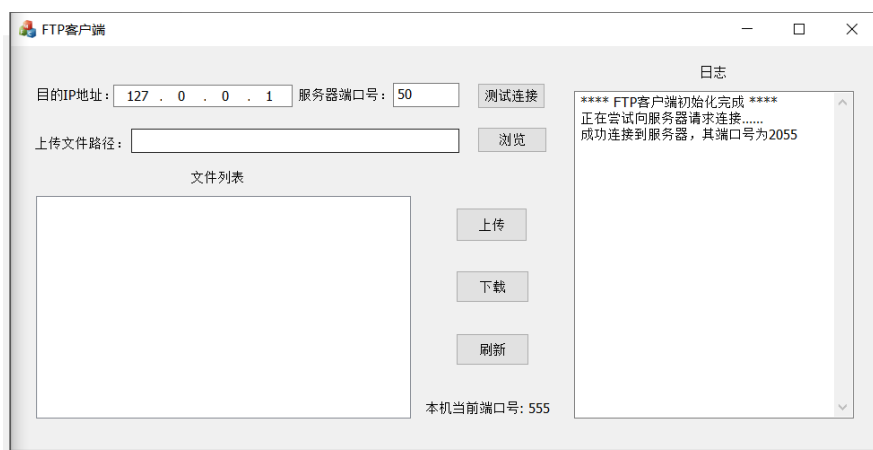 FTP客户端
目的IP地址： 127 . 0 . 0 . 1 服务器端口号： 50 测试连接
上传文件路径： 浏览
文件列表
上传
下载
刷新
本机当前端口号: 555
日志
**** FTP客户端初始化完成 ****
正在尝试向服务器请求连接......
成功连接到服务器，其端口号为2055